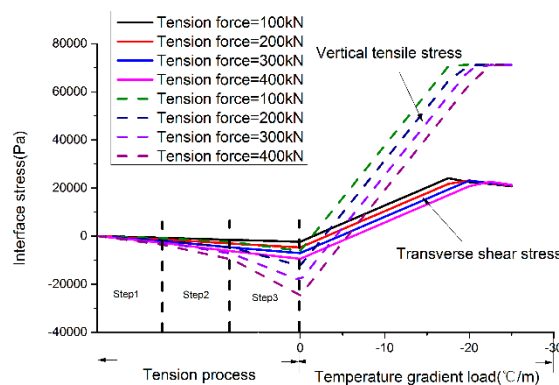 80000
60000
40000
20000
0
-20000
-40000
Interface stress(Pa)
Tension force=100kN
Tension force=200kN
Tension force=300kN
Tension force=400kN
Tension force=100kN
Tension force=200kN
Tension force=300kN
Tension force=400kN
Vertical tensile stress
Transverse shear stress
Step1
Step2
Step3
0
-10
-20
-30
Tension process
Temperature gradient load(℃/m)